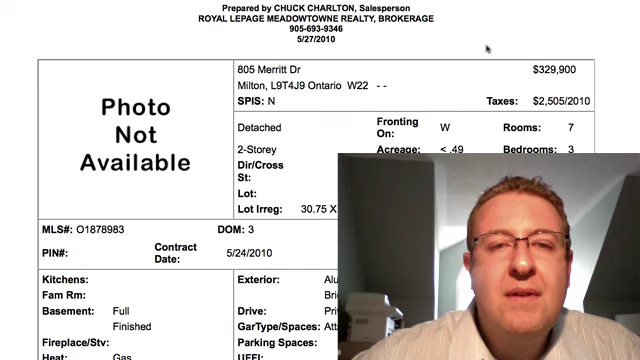 Prepared by CHUCK CHARLTON, Salesperson
ROYAL LEPAGE MEADOWTOWNE REALTY, BROKERAGE
905-693-9346
5/27/2010
Photo
Not
Available
805 Merritt Dr $329,900
Milton, L9T4J9 Ontario W22 - -
SPIS: N Taxes: $2,505/2010
Detached Fronting On: W Rooms: 7
2-Storey Acreage: < .49 Bedrooms: 3
Dir/Cross St:
Lot:
Lot Irreg: 30.75 X
MLS#: O1878983 DOM: 3
PIN#: Contract Date: 5/24/2010
Kitchens: Exterior:
Fam Rm:
Basement: Full Drive:
Finished GarType/Spaces:
Fireplace/Stv: Parking Spaces:
Heat: Gas UFFI: